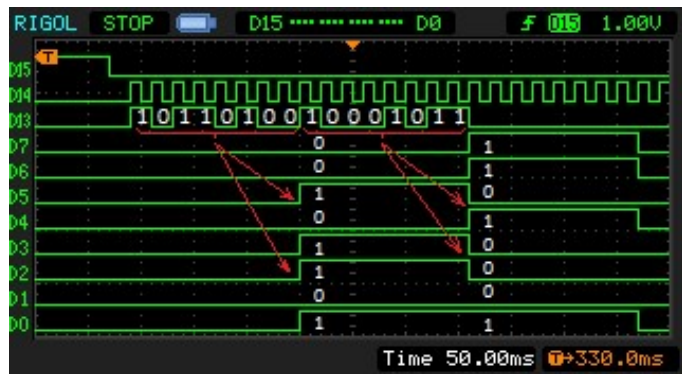 RIGOL STOP D15 D0 D15 1.00V
T
D15
D14
D13 1 0 1 1 0 1 0 0 1 0 0 0 1 0 1 1
D7 0 1
D6 0 1
D5 1 0
D4 0 1
D3 1 0
D2 1 0
D1 0 0
D0 1 1
Time 50.00ms T→330.0ms